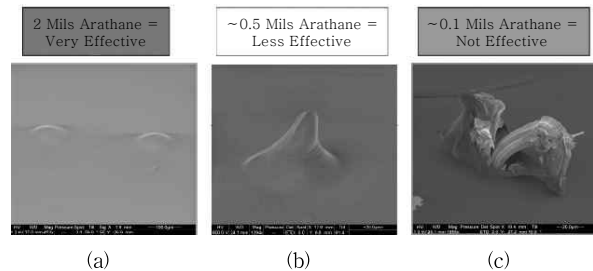 2 Mils Arathane =
Very Effective
~0.5 Mils Arathane =
Less Effective
~0.1 Mils Arathane =
Not Effective
(a)
(b)
(c)